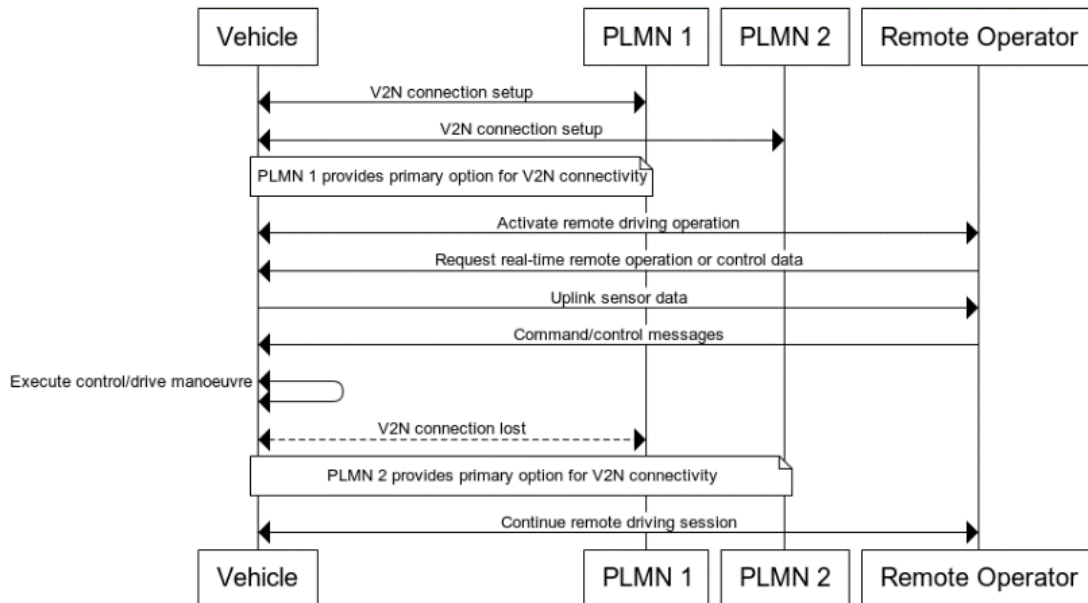 Vehicle PLMN 1 PLMN 2 Remote Operator
V2N connection setup
V2N connection setup
PLMN 1 provides primary option for V2N connectivity
Activate remote driving operation
Request real-time remote operation or control data
Uplink sensor data
Command/control messages
Execute control/drive manoeuvre
V2N connection lost
PLMN 2 provides primary option for V2N connectivity
Continue remote driving session
Vehicle PLMN 1 PLMN 2 Remote Operator